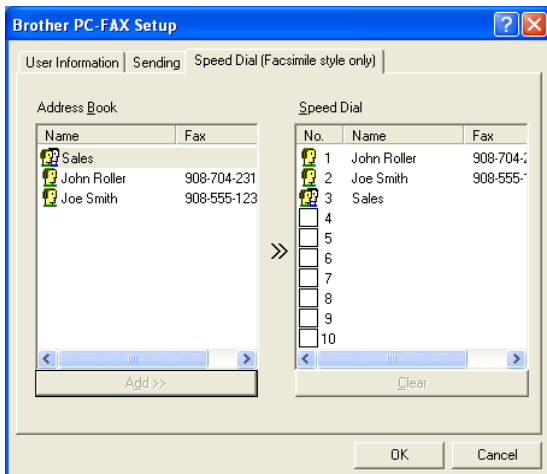 Brother PC-FAX Setup
User Information Sending Speed Dial (Facsimile style only)
Address Book Speed Dial
Name Fax No. Name Fax
Sales 1 John Roller 908-704-2
John Roller 908-704-231 2 Joe Smith 908-555-1
Joe Smith 908-555-123 3 Sales
4
5
6
7
8
9
10
Add >> Clear
OK Cancel